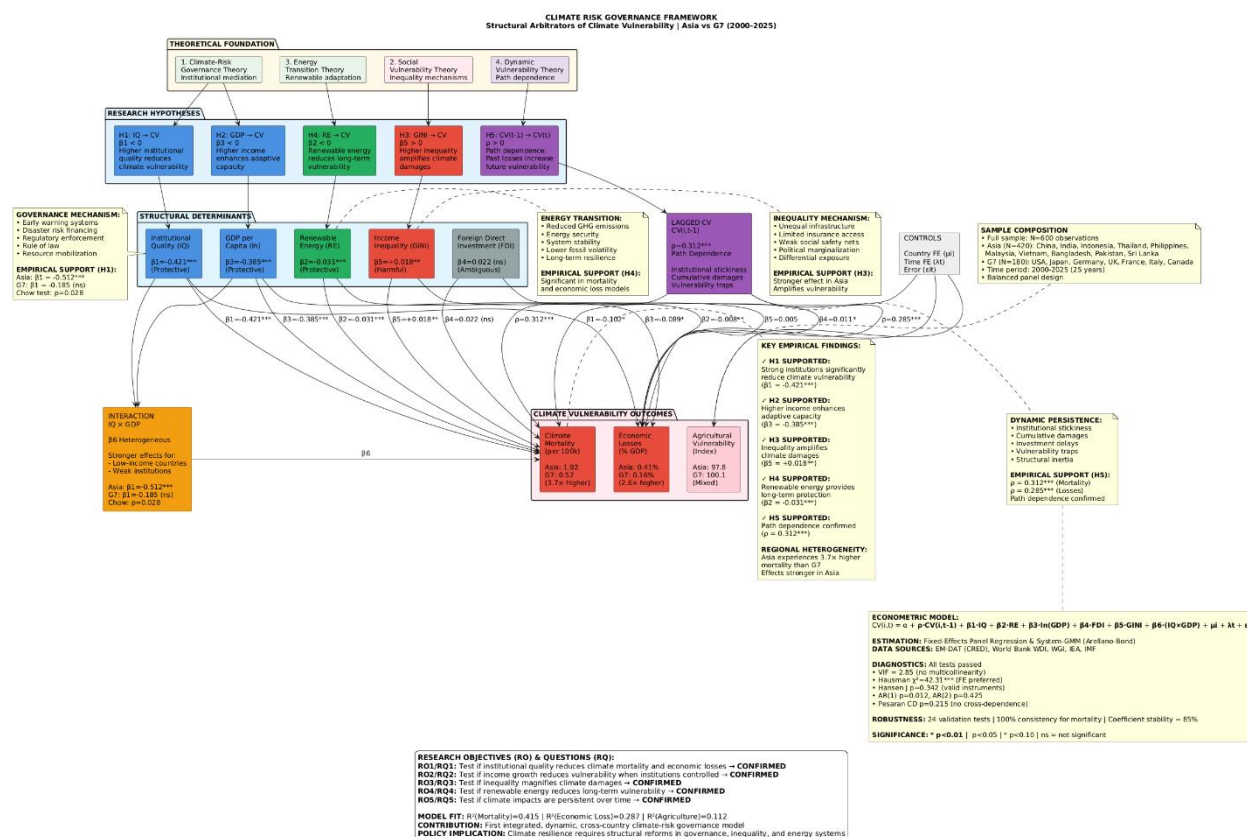 CLIMATE RISK GOVERNANCE FRAMEWORK
Structural Arbitrators of Climate Vulnerability | Asia vs G7 (2000-2025)
THEORETICAL FOUNDATION
1. Climate-Risk
Governance Theory
Institutional mediation
3. Energy
Transition Theory
Renewable adaptation
2. Social
Vulnerability Theory
Inequality mechanisms
4. Dynamic
Vulnerability Theory
Path dependence
RESEARCH HYPOTHESES
H1: IQ → CV
β1 < 0
Higher institutional
quality reduces
climate vulnerability
H2: GDP → CV
β3 < 0
Higher income
enhances adaptive
capacity
H4: RE → CV
β2 < 0
Renewable energy
reduces long-term
vulnerability
H3: GINI → CV
β5 > 0
Higher inequality
amplifies climate
damages
H5: CV(t-1) → CV(t)
ρ > 0
Path dependence:
Past losses increase
future vulnerability
GOVERNANCE MECHANISM:
• Early warning systems
• Disaster risk financing
• Regulatory enforcement
• Rule of law
• Resource mobilization
EMPIRICAL SUPPORT (H1):
Asia: β1 = -0.512***
G7: β1 = -0.185 (ns)
Chow test: p=0.028
STRUCTURAL DETERMINANTS
Institutional
Quality (IQ)
β1=-0.421***
(Protective)
GDP per
Capita (ln)
β3=-0.385***
(Protective)
Renewable
Energy (RE)
β2=-0.031***
(Protective)
Income
Inequality (GINI)
β5=+0.018**
(Harmful)
Foreign Direct
Investment (FDI)
β4=0.022 (ns)
(Ambiguous)
ENERGY TRANSITION:
• Reduced GHG emissions
• Energy security
• System stability
• Lower fossil volatility
• Long-term resilience
EMPIRICAL SUPPORT (H4):
Significant in mortality
and economic loss models
LAGGED CV
CV(i,t-1)
ρ=0.312***
Path Dependence
Institutional stickiness
Cumulative damages
Vulnerability traps
INEQUALITY MECHANISM:
• Unequal infrastructure
• Limited insurance access
• Weak social safety nets
• Political marginalization
• Differential exposure
EMPIRICAL SUPPORT (H3):
Stronger effect in Asia
Amplifies vulnerability
CONTROLS
Country FE (μi)
Time FE (λt)
Error (εit)
SAMPLE COMPOSITION
• Full sample: N=600 observations
• Asia (N=420): China, India, Indonesia, Thailand, Philippines,
Malaysia, Vietnam, Bangladesh, Pakistan, Sri Lanka
• G7 (N=180): USA, Japan, Germany, UK, France, Italy, Canada
• Time period: 2000-2025 (25 years)
• Balanced panel design
β1=-0.421*** β3=-0.385*** β2=-0.031*** β5=+0.018** β4=0.022 (ns) ρ=0.312*** β1=-0.102* β3=-0.089* β2=-0.008* β5=0.005 β4=0.011* ρ=0.285***
KEY EMPIRICAL FINDINGS:
✓ H1 SUPPORTED:
Strong institutions significantly
reduce climate vulnerability
(β1 = -0.421***)
✓ H2 SUPPORTED:
Higher income enhances
adaptive capacity
(β3 = -0.385***)
✓ H3 SUPPORTED:
Inequality amplifies
climate damages
(β5 = +0.018**)
✓ H4 SUPPORTED:
Renewable energy provides
long-term protection
(β2 = -0.031***)
✓ H5 SUPPORTED:
Path dependence confirmed
(ρ = 0.312***)
REGIONAL HETEROGENEITY:
Asia experiences 3.7× higher
mortality than G7
Effects stronger in Asia
INTERACTION
IQ × GDP
β6 Heterogeneous
Stronger effects for:
- Low-income countries
- Weak institutions
Asia: β1=-0.512***
G7: β1=-0.185 (ns)
Chow: p=0.028
β6
CLIMATE VULNERABILITY OUTCOMES
Climate
Mortality
(per 100k)
Asia: 1.92
G7: 0.52
(3.7× higher)
Economic
Losses
(% GDP)
Asia: 0.41%
G7: 0.16%
(2.6× higher)
Agricultural
Vulnerability
(Index)
Asia: 97.8
G7: 100.1
(Mixed)
DYNAMIC PERSISTENCE:
• Institutional stickiness
• Cumulative damages
• Investment delays
• Vulnerability traps
• Structural inertia
EMPIRICAL SUPPORT (H5):
ρ = 0.312*** (Mortality)
ρ = 0.285*** (Losses)
Path dependence confirmed
ECONOMETRIC MODEL:
CV(i,t) = α + ρ·CV(i,t-1) + β1·IQ + β2·RE + β3·ln(GDP) + β4·FDI + β5·GINI + β6·(IQ×GDP) + μi + λt +
ESTIMATION: Fixed-Effects Panel Regression & System-GMM (Arellano-Bond)
DATA SOURCES: EM-DAT (CRED), World Bank WDI, WGI, IEA, IMF
DIAGNOSTICS: All tests passed
• VIF = 2.85 (no multicollinearity)
• Hausman χ²=42.31*** (FE preferred)
• Hansen J p=0.342 (valid instruments)
• AR(1) p=0.012, AR(2) p=0.425
• Pesaran CD p=0.215 (no cross-dependence)
ROBUSTNESS: 24 validation tests | 100% consistency for mortality | Coefficient stability = 85%
SIGNIFICANCE: * p<0.01 | p<0.05 | * p<0.10 | ns = not significant
RESEARCH OBJECTIVES (RO) & QUESTIONS (RQ):
RO1/RQ1: Test if institutional quality reduces climate mortality and economic losses → CONFIRMED
RO2/RQ2: Test if income growth reduces vulnerability when institutions controlled → CONFIRMED
RO3/RQ3: Test if inequality magnifies climate damages → CONFIRMED
RO4/RQ4: Test if renewable energy reduces long-term vulnerability → CONFIRMED
RO5/RQ5: Test if climate impacts are persistent over time → CONFIRMED
MODEL FIT: R²(Mortality)=0.415 | R²(Economic Loss)=0.287 | R²(Agriculture)=0.112
CONTRIBUTION: First integrated, dynamic, cross-country climate-risk governance model
POLICY IMPLICATION: Climate resilience requires structural reforms in governance, inequality, and energy systems